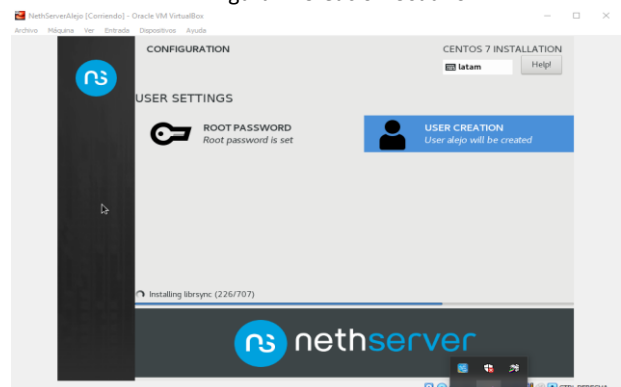 NethServerAlejo [Corriendo] - Oracle VM VirtualBox
Archivo Máquina Ver Entrada Dispositivos Ayuda
CONFIGURATION
CENTOS 7 INSTALLATION
latam
Help!
USER SETTINGS
ROOT PASSWORD
Root password is set
USER CREATION
User alejo will be created
Installing librsync (226/707)
nethserver